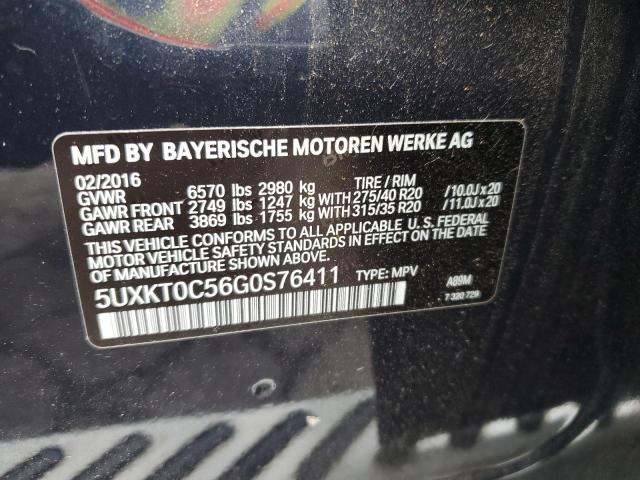 MFD BY BAYERISCHE MOTOREN WERKE AG
02/2016 TIRE / RIM
GVWR 6570 lbs 2980 kg
GAWR FRONT 2749 lbs 1247 kg WITH 275/40 R20 /10.0J x 20
GAWR REAR 3869 lbs 1755 kg WITH 315/35 R20 /11.0J x 20
THIS VEHICLE CONFORMS TO ALL APPLICABLE U.S. FEDERAL
MOTOR VEHICLE SAFETY STANDARDS IN EFFECT ON THE DATE
OF MANUFACTURE SHOWN ABOVE.
5UXKT0C56G0S76411 TYPE: MPV A89M
7 320 729